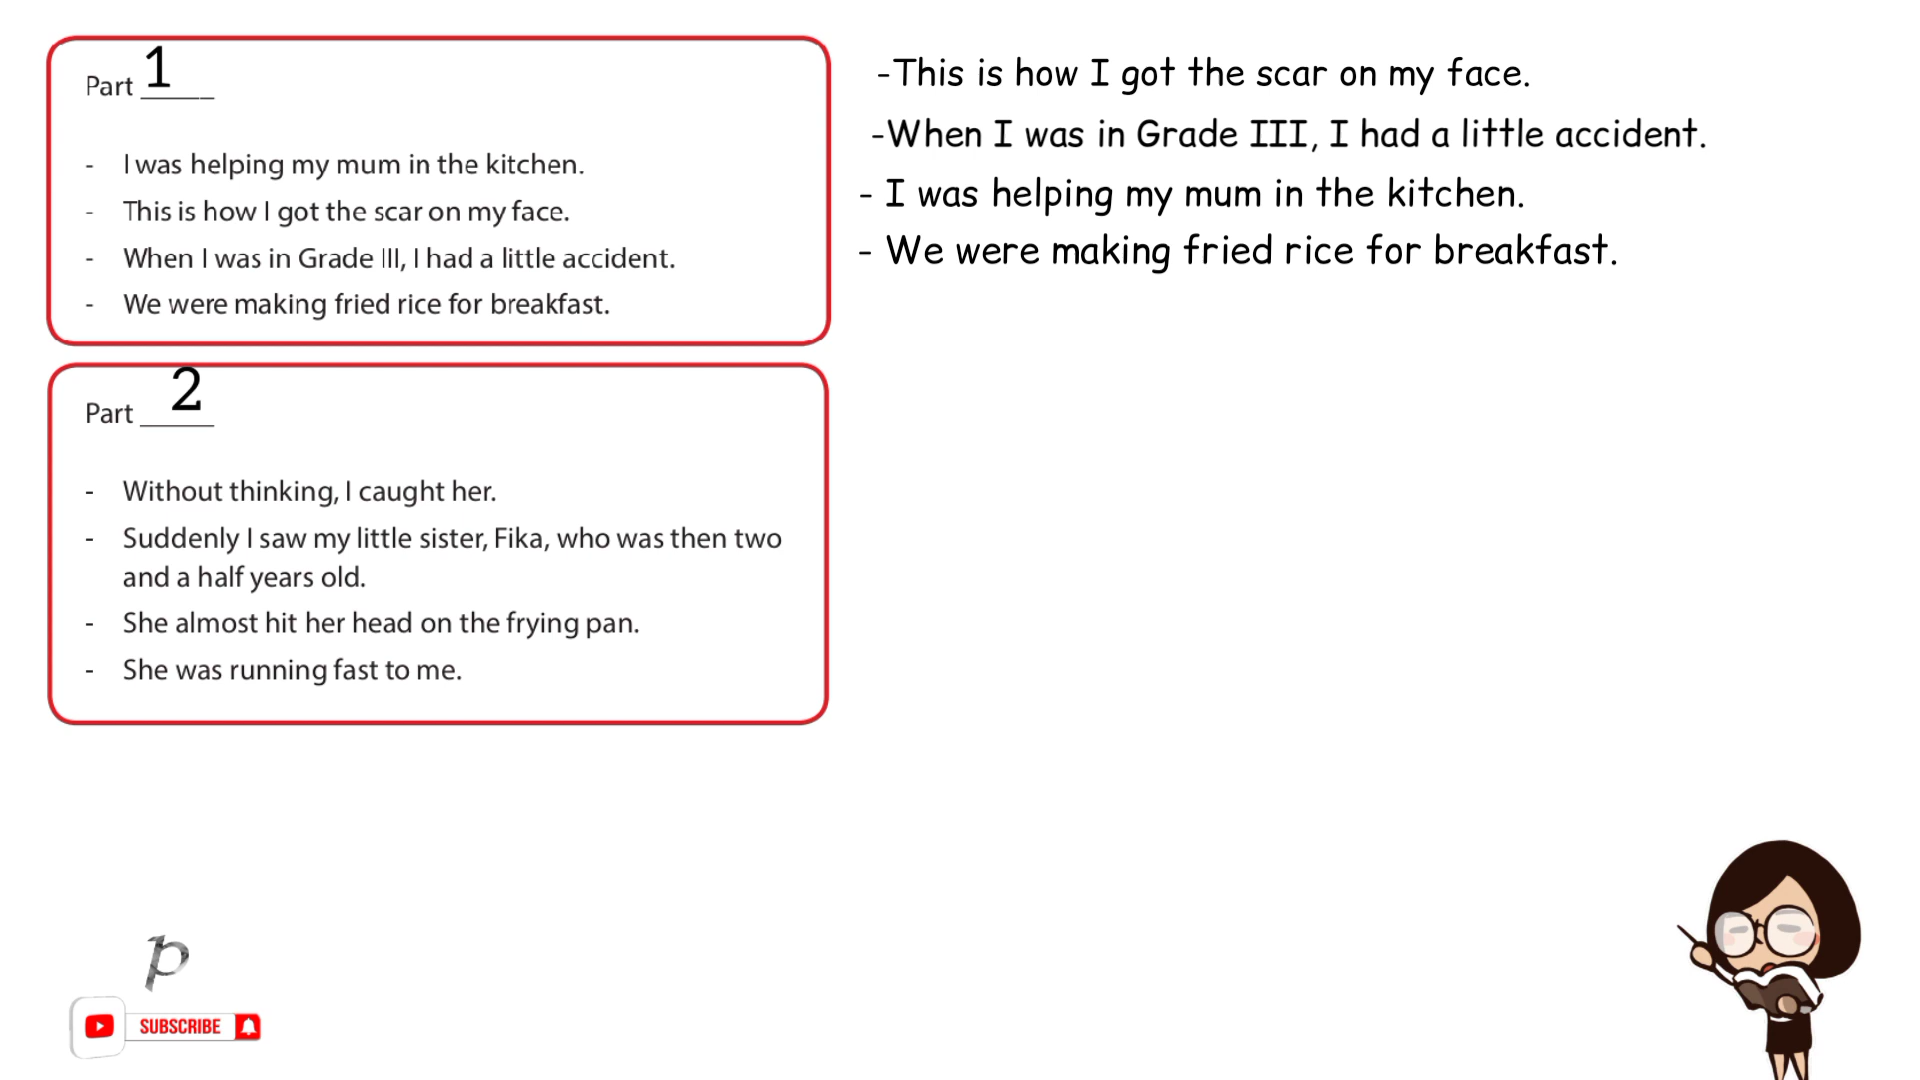 Part 1
- I was helping my mum in the kitchen.
- This is how I got the scar on my face.
- When I was in Grade III, I had a little accident.
- We were making fried rice for breakfast.
Part 2
- Without thinking, I caught her.
- Suddenly I saw my little sister, Fika, who was then two
and a half years old.
- She almost hit her head on the frying pan.
- She was running fast to me.
-This is how I got the scar on my face.
-When I was in Grade III, I had a little accident.
- I was helping my mum in the kitchen.
- We were making fried rice for breakfast.
p
SUBSCRIBE